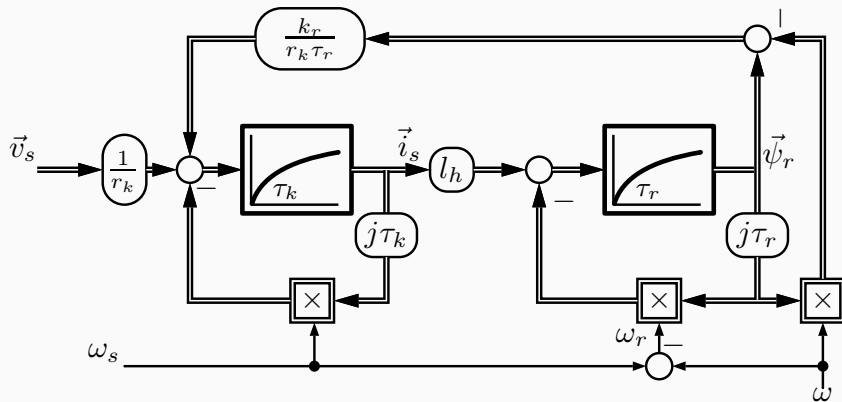 k_r
r_k τ_r
v⃗_s
1
r_k
−
τ_k
i⃗_s
l_h
−
τ_r
ψ⃗_r
jτ_k
jτ_r
×
×
×
ω_s
ω_r
−
ω